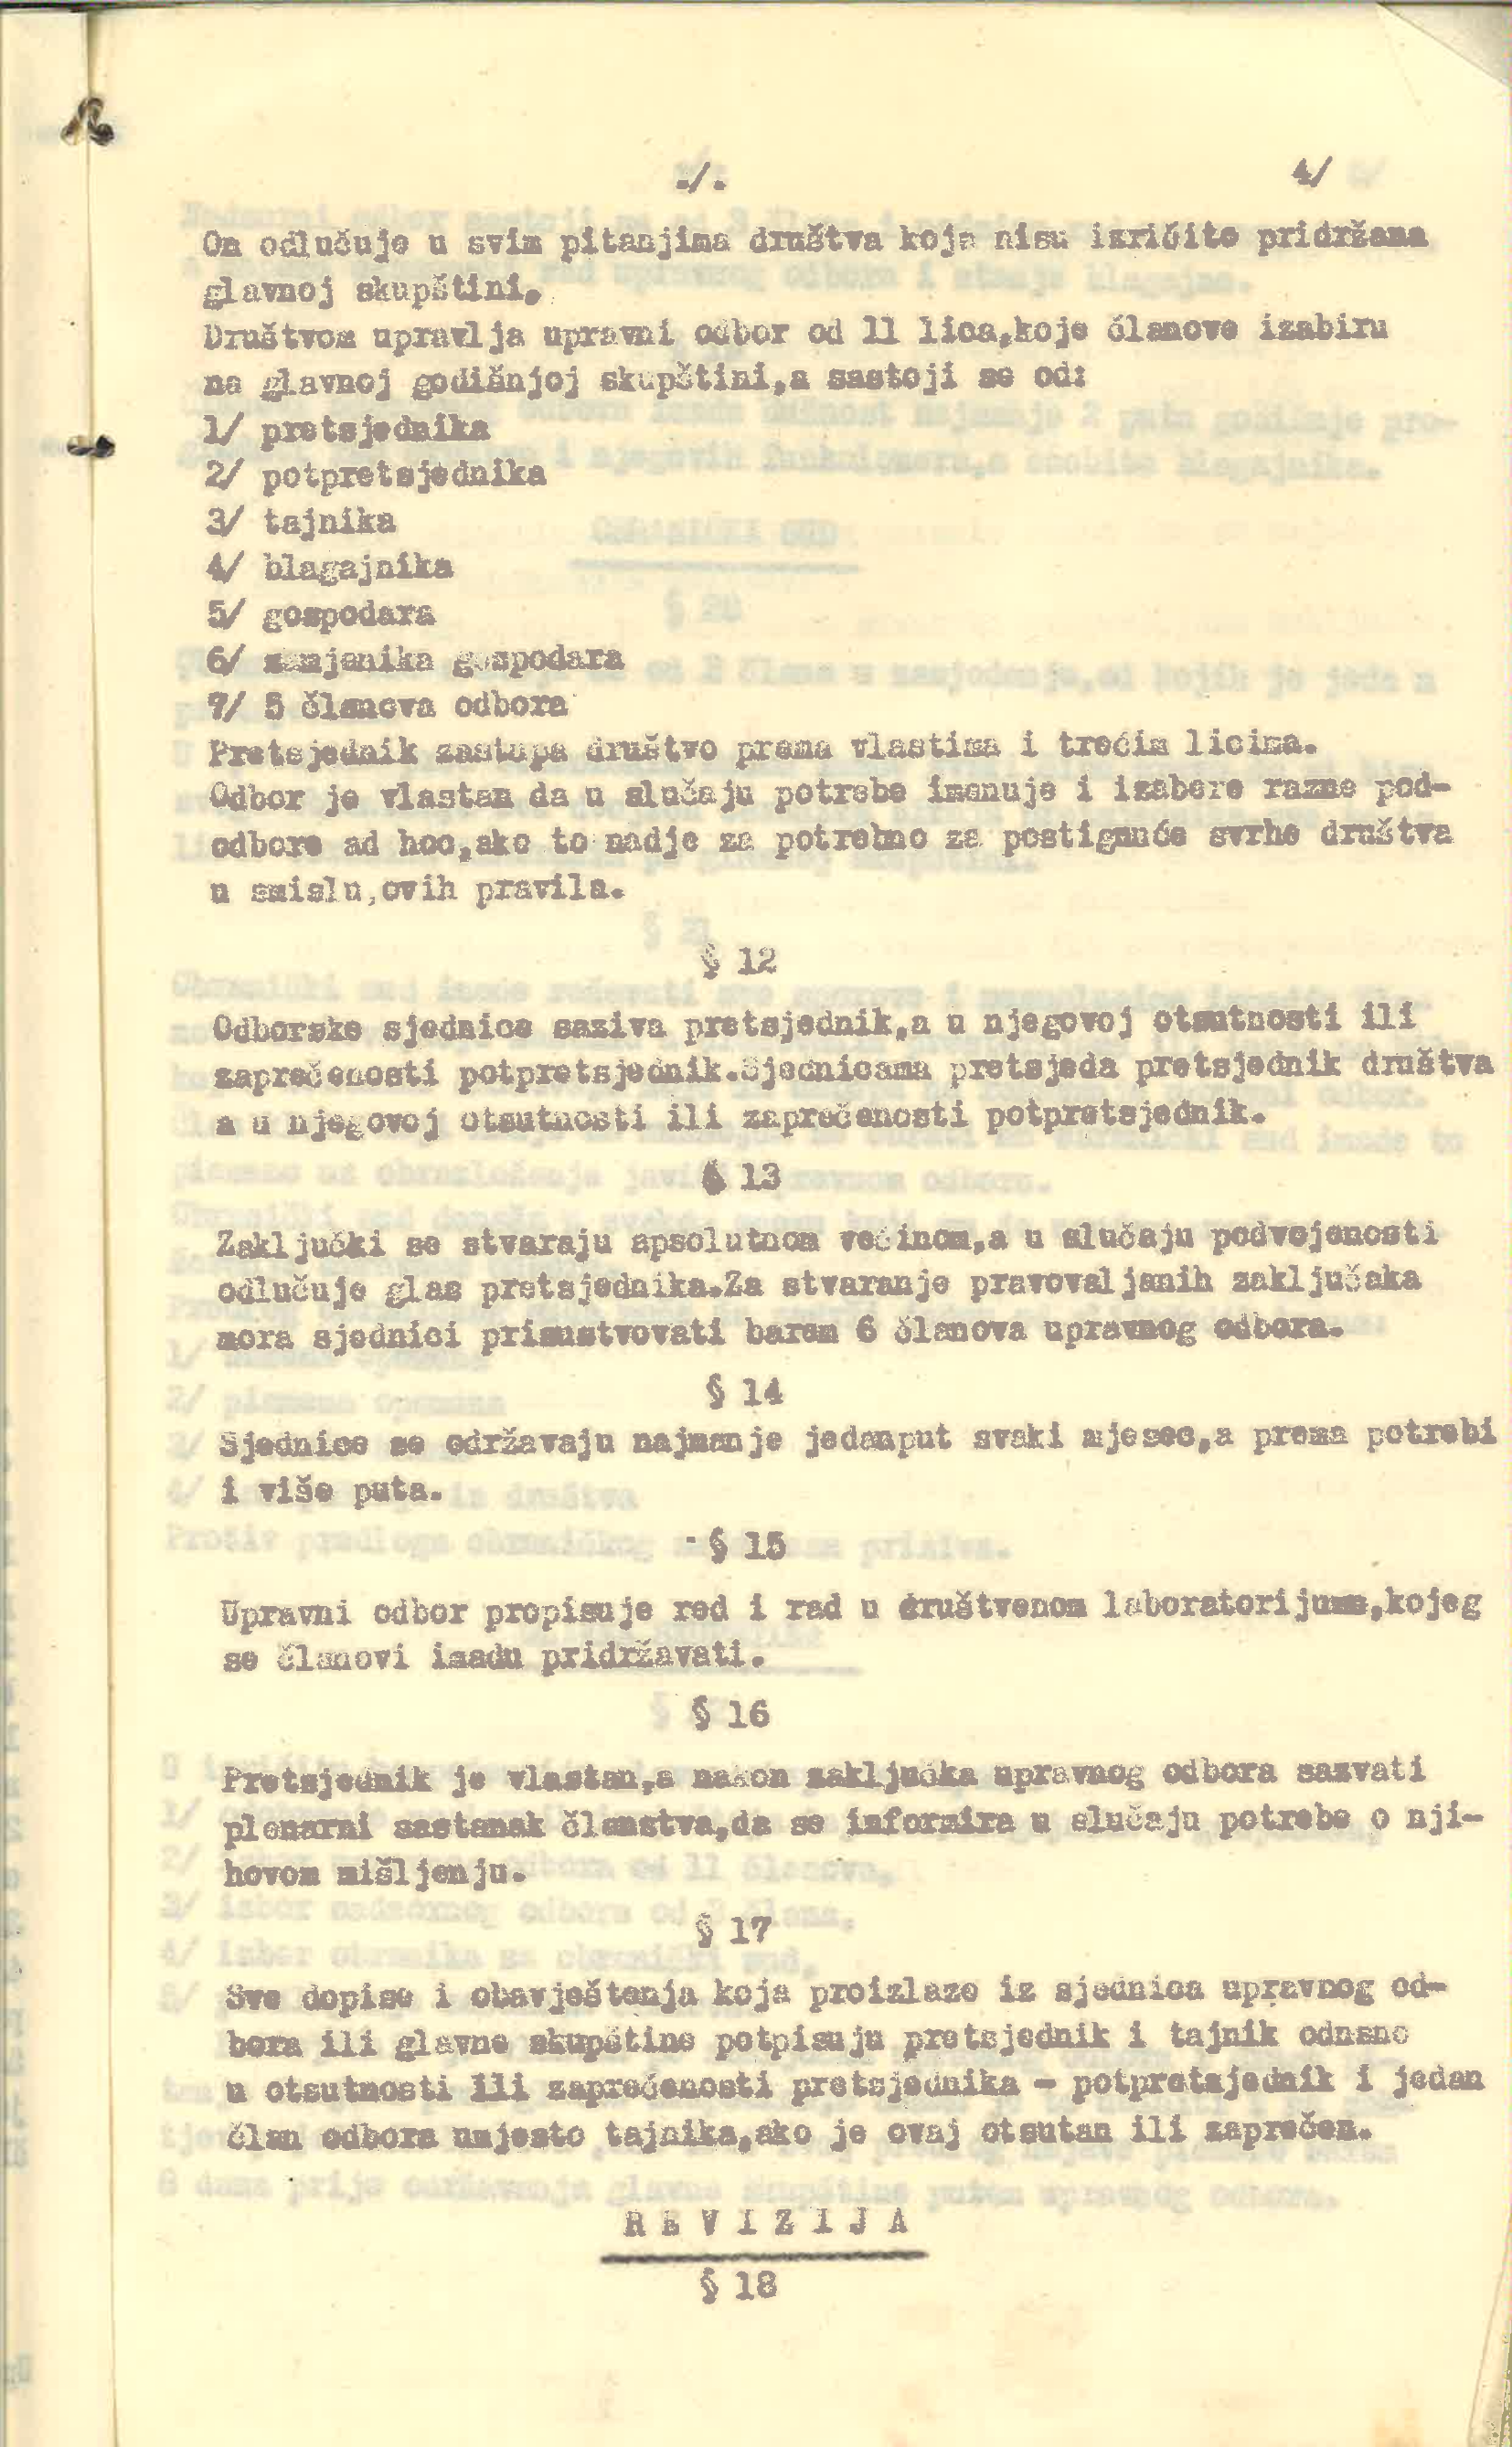 ./. 4/
On odlučuje u svim pitanjima društva koja nisu izričito pridržana
glavnoj skupštini.
Društvom upravlja upravni odbor od 11 lica,koje članove izabiru
na glavnoj godišnjoj skupštini,a sastoji se od:
1/ pretsjednika
2/ potpretsjednika
3/ tajnika
4/ blagajnika
5/ gospodara
6/ zamjenika gospodara
7/ 5 članova odbora
Pretsjednik zastupa društvo prema vlastima i trećim licima.
Odbor je vlastan da u slučaju potrebe imenuje i izabere razne pod-
odbore ad hoc,ako to nadje za potrebno za postignuće svrhe društva
u smislu,ovih pravila.
§ 12
Odborske sjednice saziva pretsjednik,a u njegovoj otsutnosti ili
zaprečenosti potpretsjednik.Sjednicama pretsjeda pretsjednik društva
a u njegovoj otsutnosti ili zaprečenosti potpretsjednik.
§ 13
Zaključki se stvaraju apsolutnom većinom,a u slučaju podvojenosti
odlučuje glas pretsjednika.Za stvaranje pravovaljanih zaključaka
mora sjednici prisustvovati barem 6 članova upravnog odbora.
§ 14
Sjednice se održavaju najmanje jedanput svaki mjesec,a prema potrebi
i više puta.
§ 15
Upravni odbor propisuje red i rad u društvenom laboratorijumu,kojeg
se članovi imadu pridržavati.
§ 16
Pretsjednik je vlastan,a nakon zaključka upravnog odbora sazvati
plenarni sastanak članstva,da se informira u slučaju potrebe o nji-
hovom mišljenju.
§ 17
Sve dopise i obavještenja koja proizlaze iz sjednica upravnog od-
bora ili glavne skupštine potpisuju pretsjednik i tajnik odnsno
u otsutnosti ili zaprečenosti pretsjednika - potpretsjednik i jedan
član odbora umjesto tajnika,ako je ovaj otsutan ili zaprečen.
R E V I Z I J A
§ 18